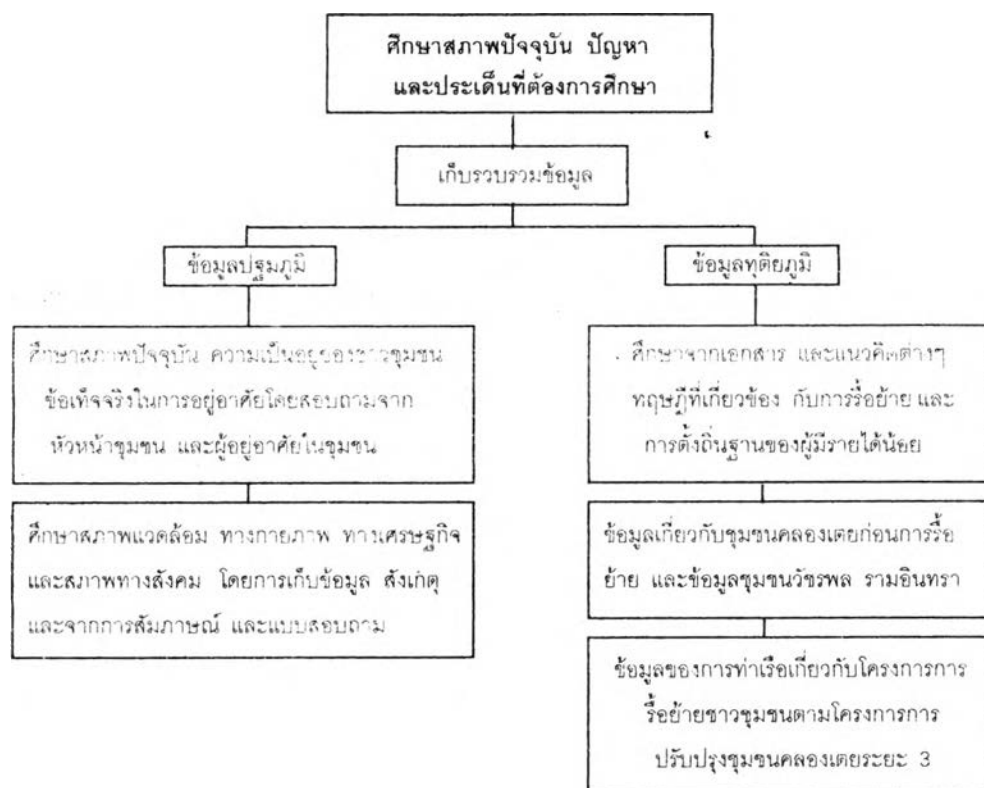 ศึกษาสภาพปัจจุบัน ปัญหา
และประเด็นที่ต้องการศึกษา
เก็บรวบรวมข้อมูล
ข้อมูลปฐมภูมิ
ข้อมูลทุติยภูมิ
ศึกษาสภาพปัจจุบัน ความเป็นอยู่ของชาวชุมชน
ข้อเท็จจริงในการอยู่อาศัยโดยสอบถามจาก
หัวหน้าชุมชน และผู้อยู่อาศัยในชุมชน
ศึกษาจากเอกสาร และแนวคิดต่างๆ
ทฤษฎีที่เกี่ยวข้อง กับการรื้อย้าย และ
การตั้งถิ่นฐานของผู้มีรายได้น้อย
ศึกษาสภาพแวดล้อม ทางกายภาพ ทางเศรษฐกิจ
และสภาพทางสังคม โดยการเก็บข้อมูล สังเกตุ
และจากการสัมภาษณ์ และแบบสอบถาม
ข้อมูลเกี่ยวกับชุมชนคลองเตยก่อนการรื้อ
ย้าย และข้อมูลชุมชนวัชรพล รามอินทรา
ข้อมูลของการท่าเรือเกี่ยวกับโครงการการ
รื้อย้ายชาวชุมชนตามโครงการการ
ปรับปรุงชุมชนคลองเตยระยะ 3